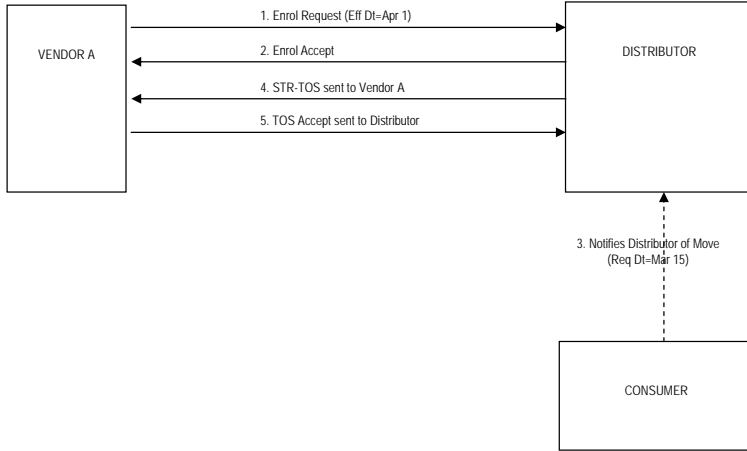 1. Enrol Request (Eff Dt=Apr 1)
VENDOR A
DISTRIBUTOR
2. Enrol Accept
4. STR-TOS sent to Vendor A
5. TOS Accept sent to Distributor
3. Notifies Distributor of Move
(Req Dt=Mar 15)
CONSUMER